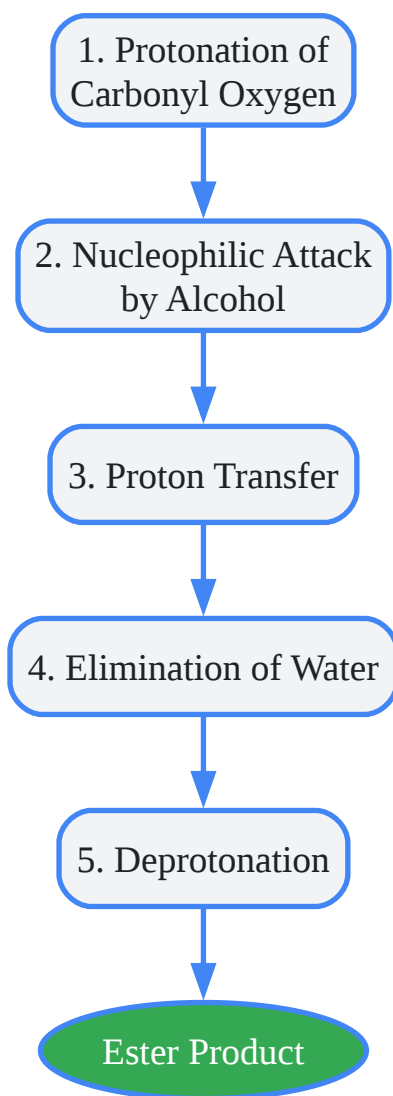 1. Protonation of
Carbonyl Oxygen
2. Nucleophilic Attack
by Alcohol
3. Proton Transfer
4. Elimination of Water
5. Deprotonation
Ester Product